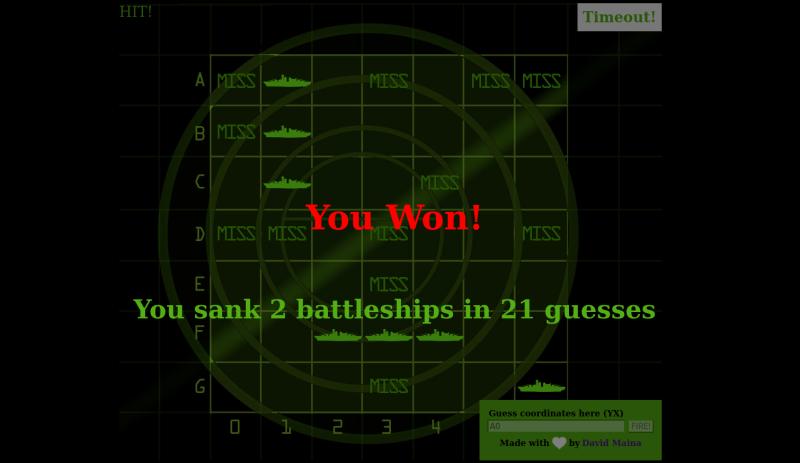 HIT!
Timeout!
A MISS MISS MISS MISS
B MISS
C MISS
You Won!
D MISS MISS MISS MISS
E MISS
You sank 2 battleships in 21 guesses
F
G MISS
Guess coordinates here (YX)
A0 FIRE!
0 1 2 3 4
Made with by David Maina